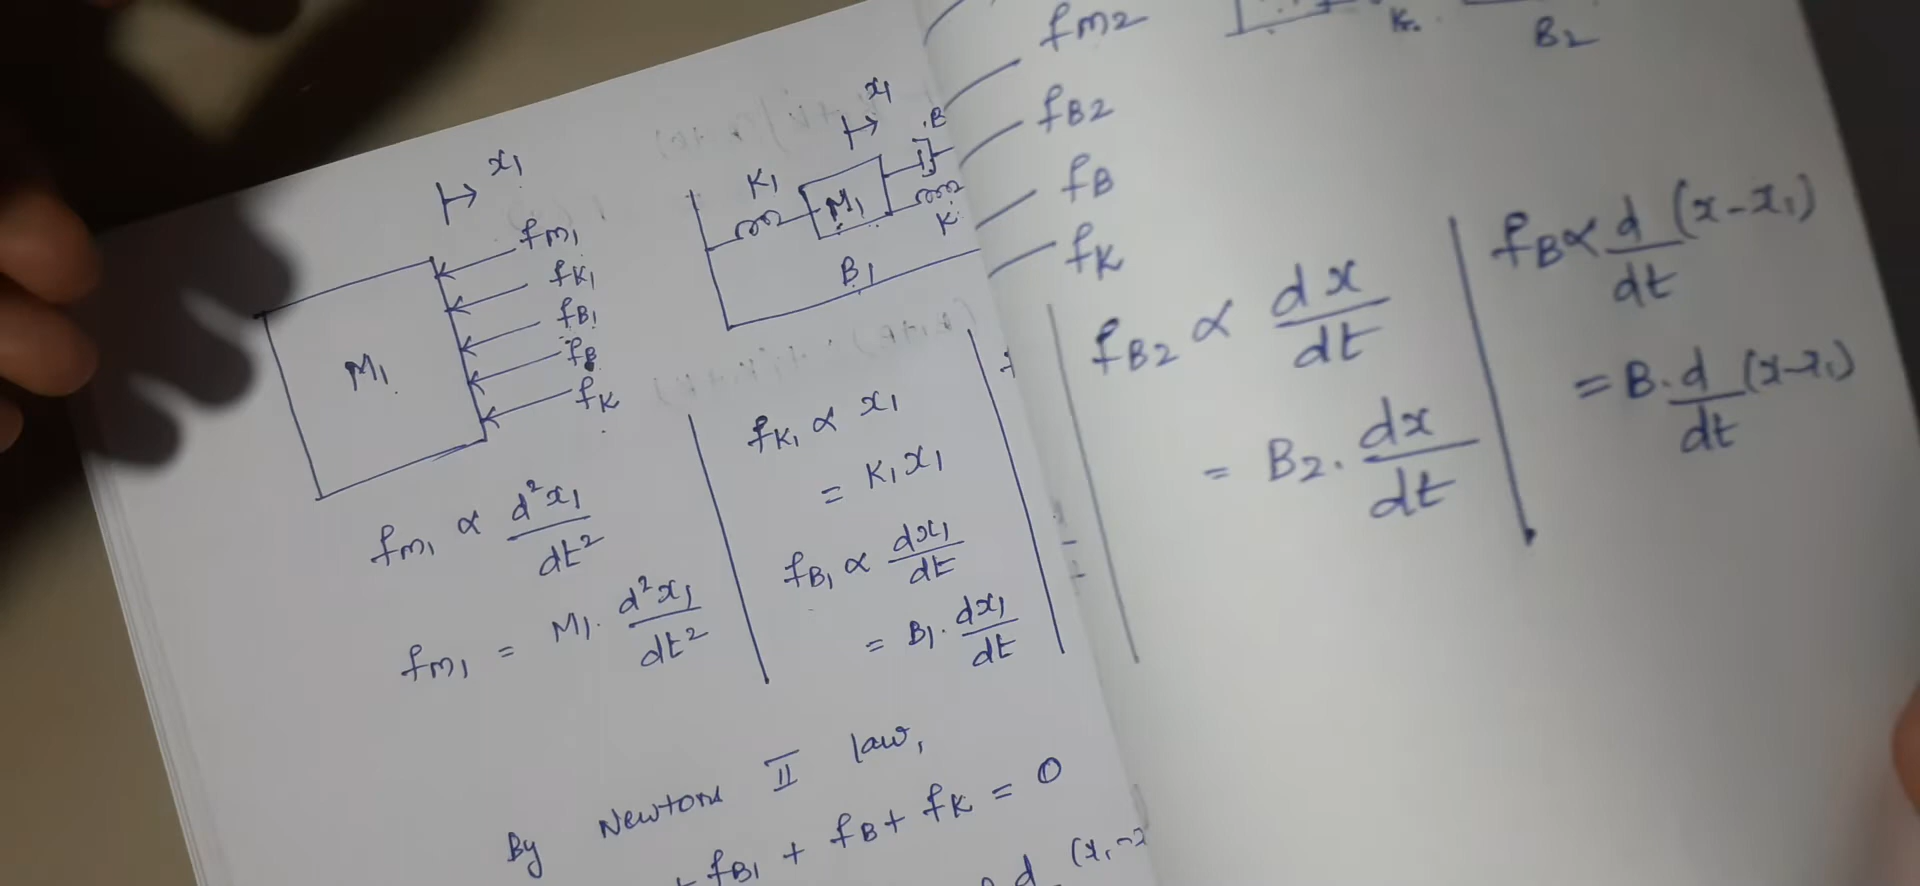 x₁
fM₁
fK₁
fB₁
fB
fK
M₁
x₁
B
K₁
M₁
K
B₁
fM₁ ∝ d²x₁/dt²
fM₁ = M₁. d²x₁/dt²
fK₁ ∝ x₁
= K₁x₁
fB₁ ∝ dx₁/dt
= B₁. dx₁/dt
By Newtons II law,
+ fB₁ + fB + fK = 0
d (x₁-x
fM2
fB2
fB
fK
K
B2
fB2 ∝ dx/dt
= B2. dx/dt
fB ∝ d/dt (x-x₁)
= B. d/dt (x-x₁)